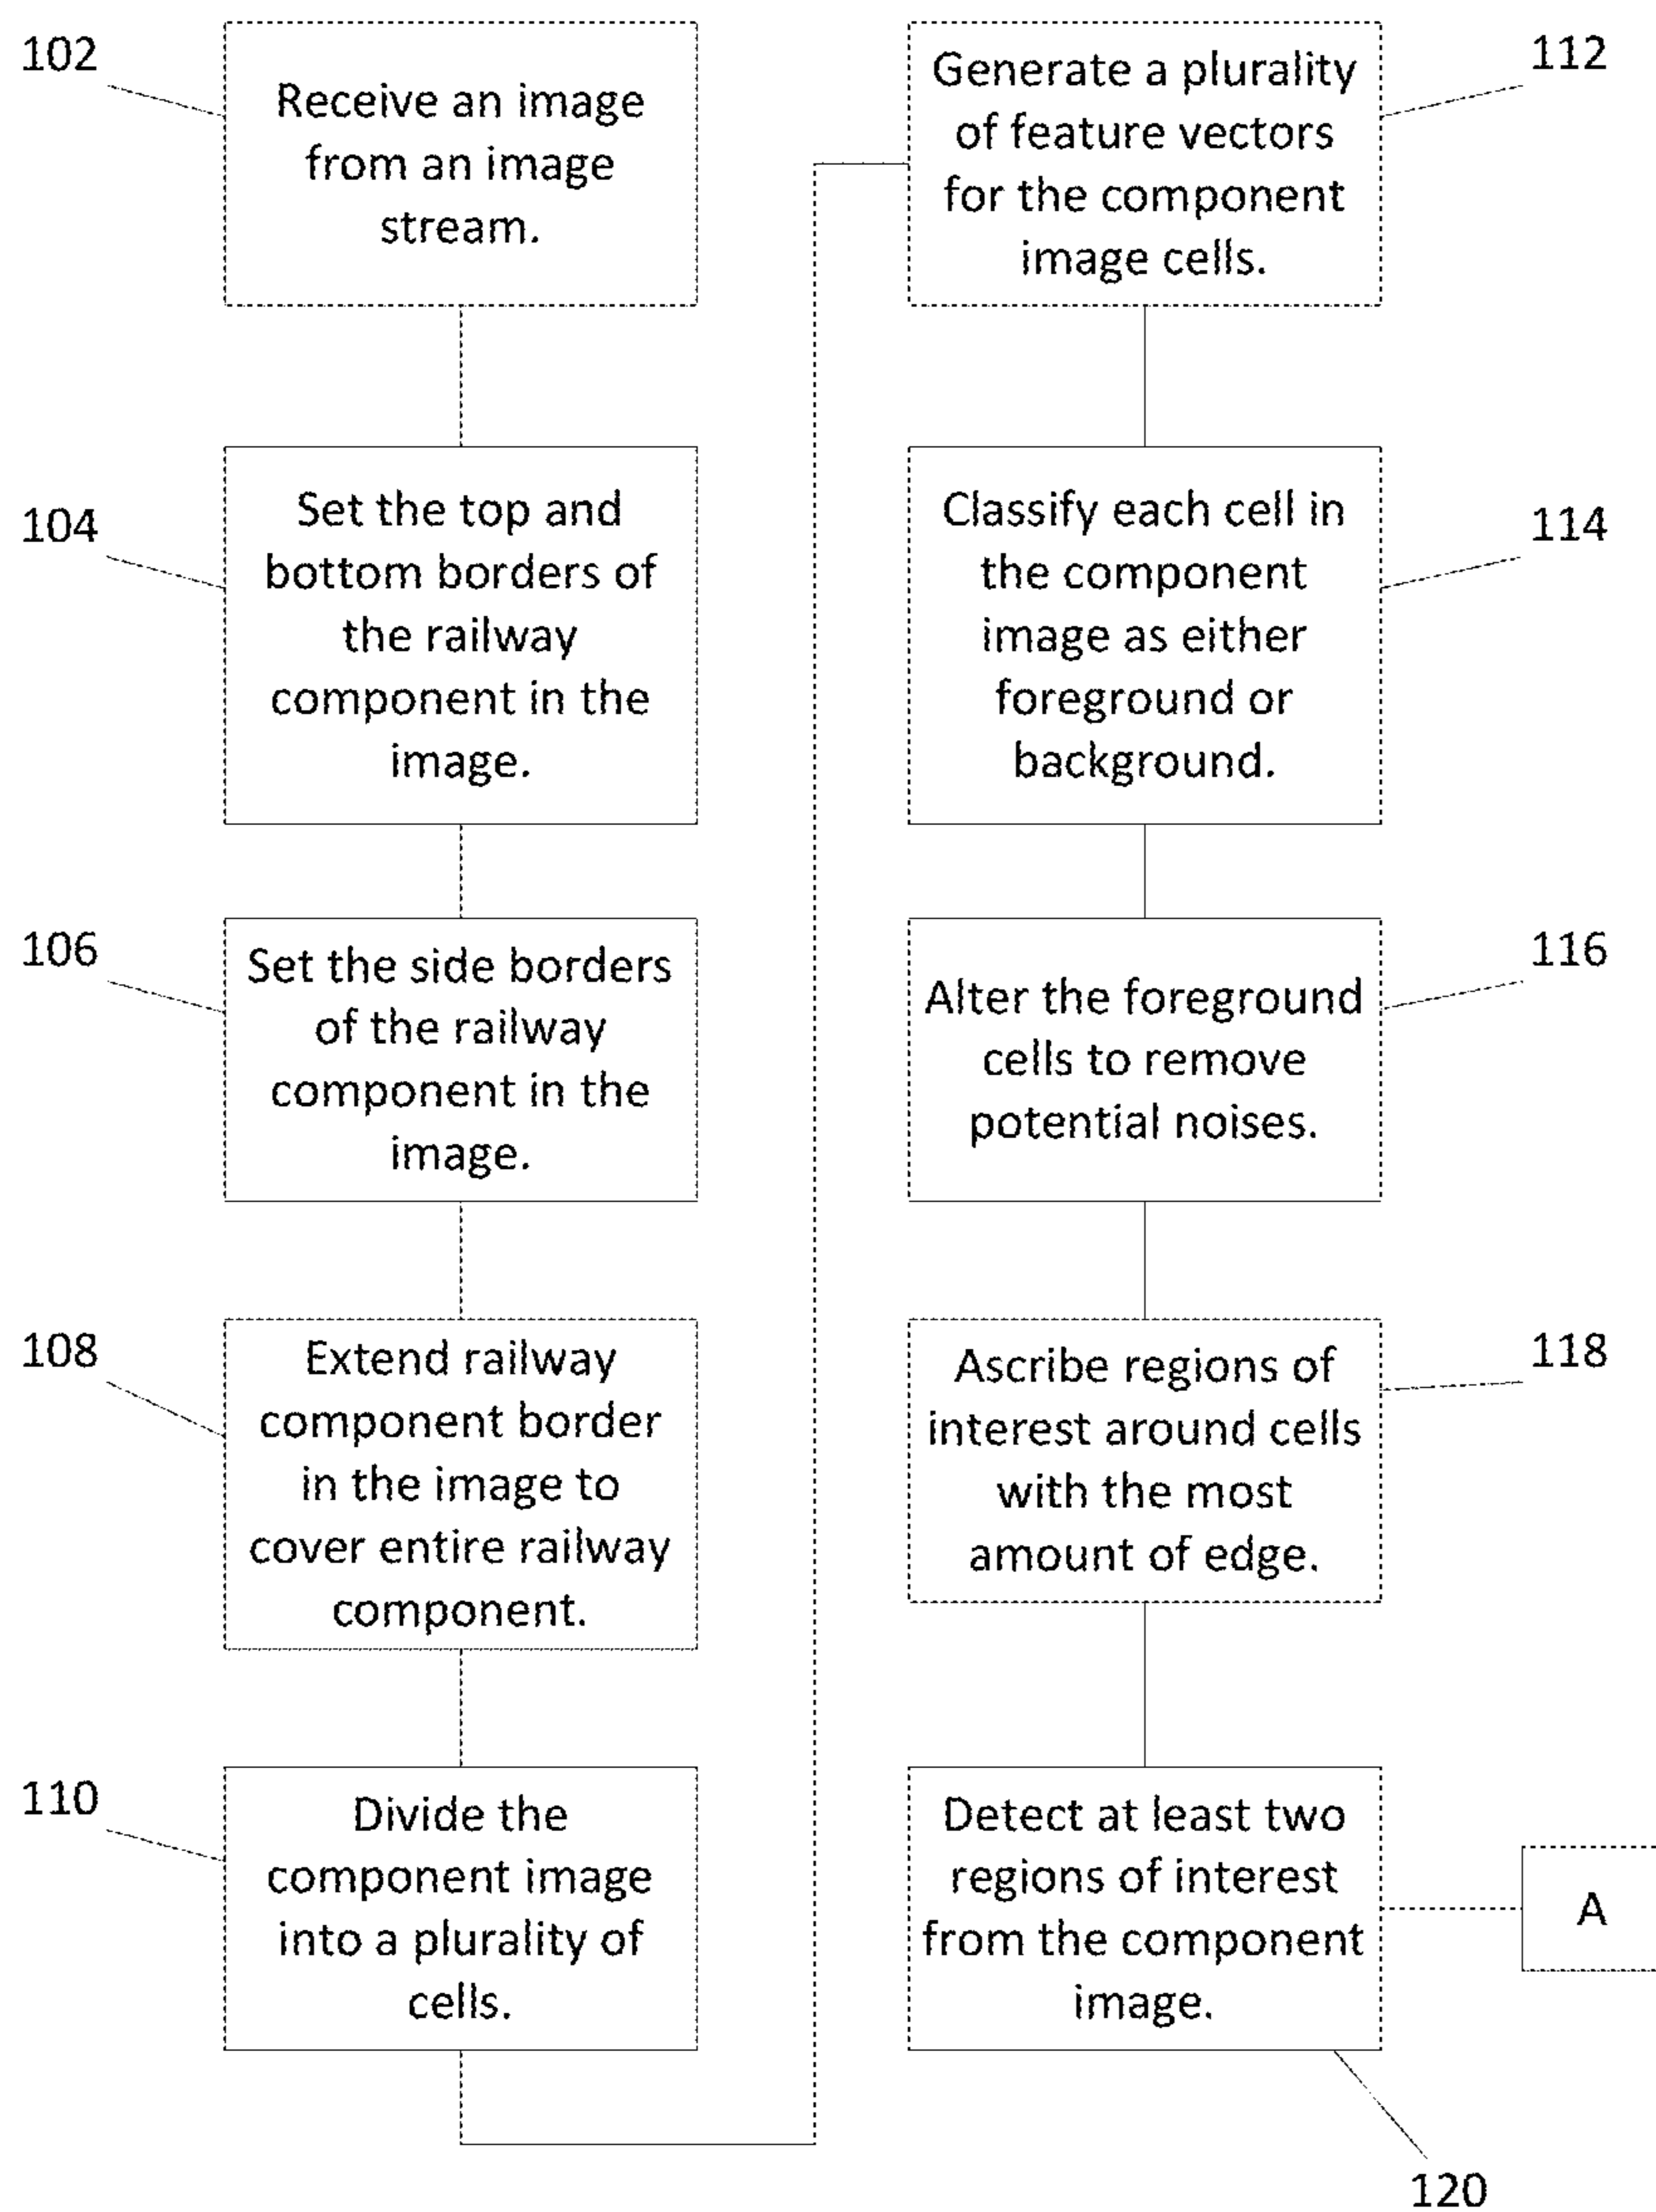 102
Receive an image
from an image
stream.
104
Set the top and
bottom borders of
the railway
component in the
image.
106
Set the side borders
of the railway
component in the
image.
108
Extend railway
component border
in the image to
cover entire railway
component.
110
Divide the
component image
into a plurality of
cells.
112
Generate a plurality
of feature vectors
for the component
image cells.
114
Classify each cell in
the component
image as either
foreground or
background.
116
Alter the foreground
cells to remove
potential noises.
118
Ascribe regions of
interest around cells
with the most
amount of edge.
Detect at least two
regions of interest
from the component
image.
A
120